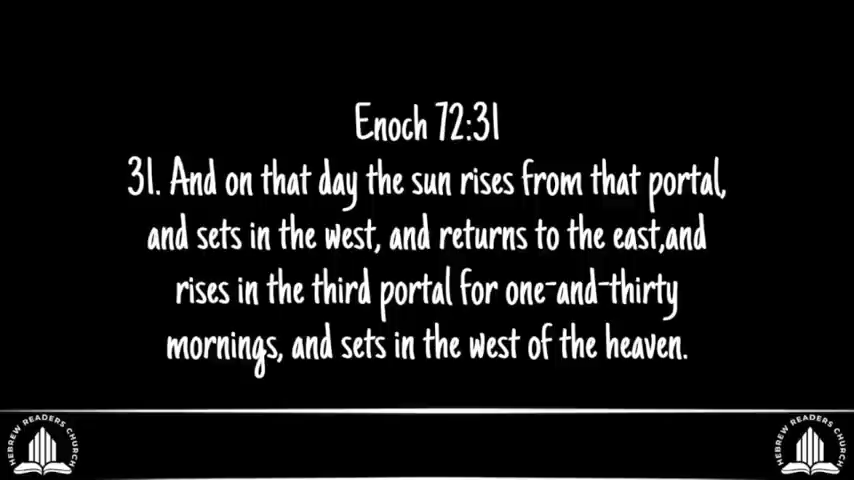 Enoch 72:31
31. And on that day the sun rises from that portal,
and sets in the west, and returns to the east,and
rises in the third portal for one-and-thirty
mornings, and sets in the west of the heaven.
HEBREW READERS CHURCH
HEBREW READERS CHURCH